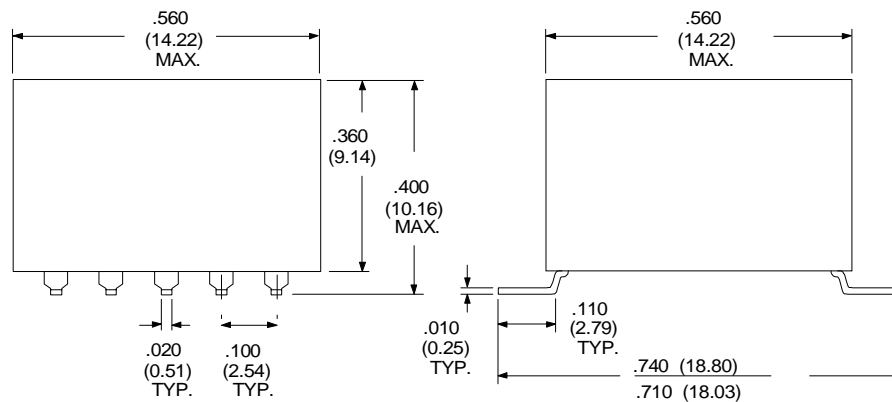 .560
(14.22)
MAX.
.560
(14.22)
MAX.
.360
(9.14)
.400
(10.16)
MAX.
.020
(0.51)
TYP.
.100
(2.54)
TYP.
.010
(0.25)
TYP.
.110
(2.79)
TYP.
.740 (18.80)
.710 (18.03)